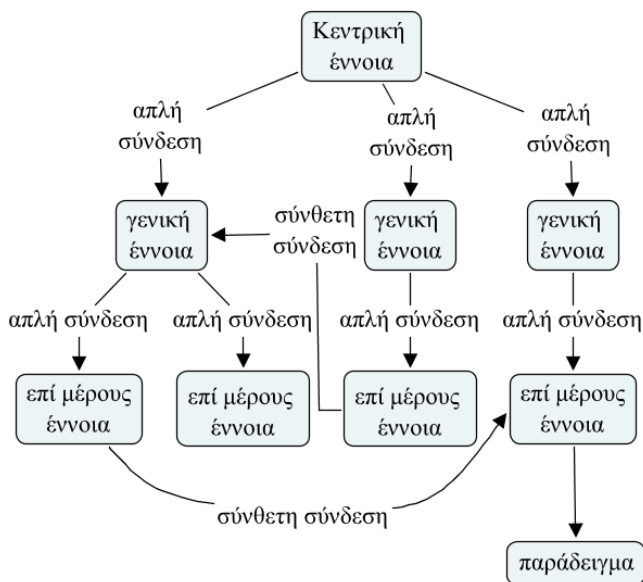 Κεντρική
έννοια
απλή
σύνδεση
απλή
σύνδεση
απλή
σύνδεση
γενική
έννοια
σύνθετη
σύνδεση
γενική
έννοια
γενική
έννοια
απλή σύνδεση
απλή σύνδεση
απλή σύνδεση
απλή σύνδεση
επί μέρους
έννοια
επί μέρους
έννοια
επί μέρους
έννοια
επί μέρους
έννοια
σύνθετη σύνδεση
παράδειγμα